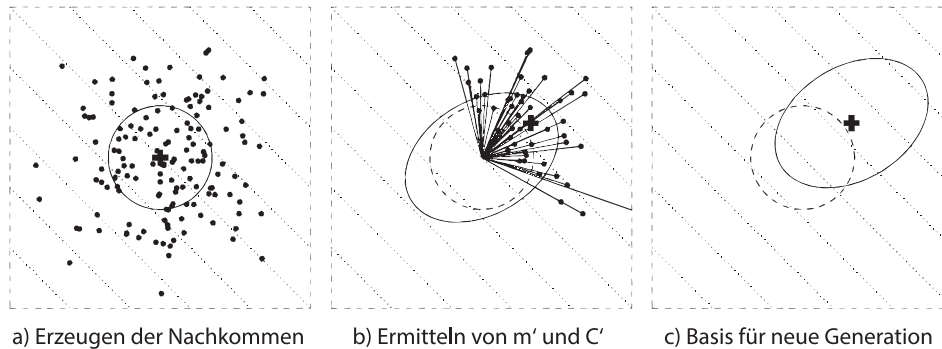 a) Erzeugen der Nachkommen
b) Ermitteln von m‘ und C‘
c) Basis für neue Generation